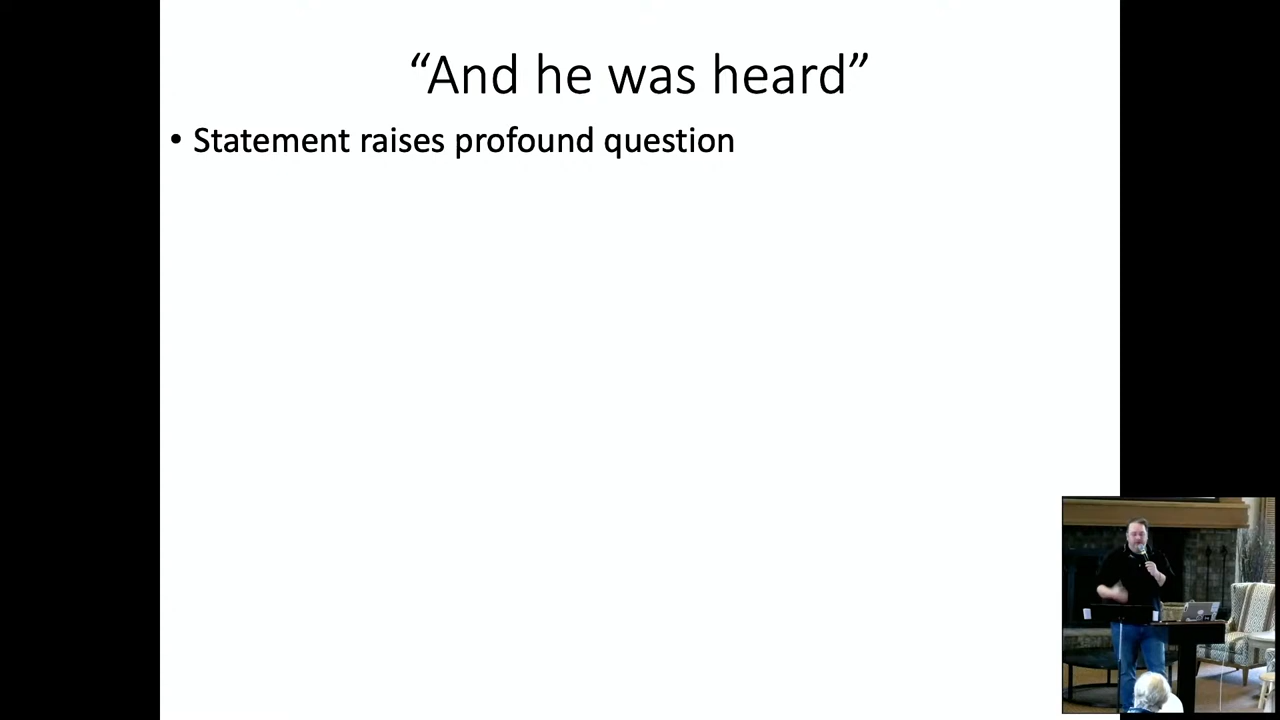 “And he was heard”
• Statement raises profound question